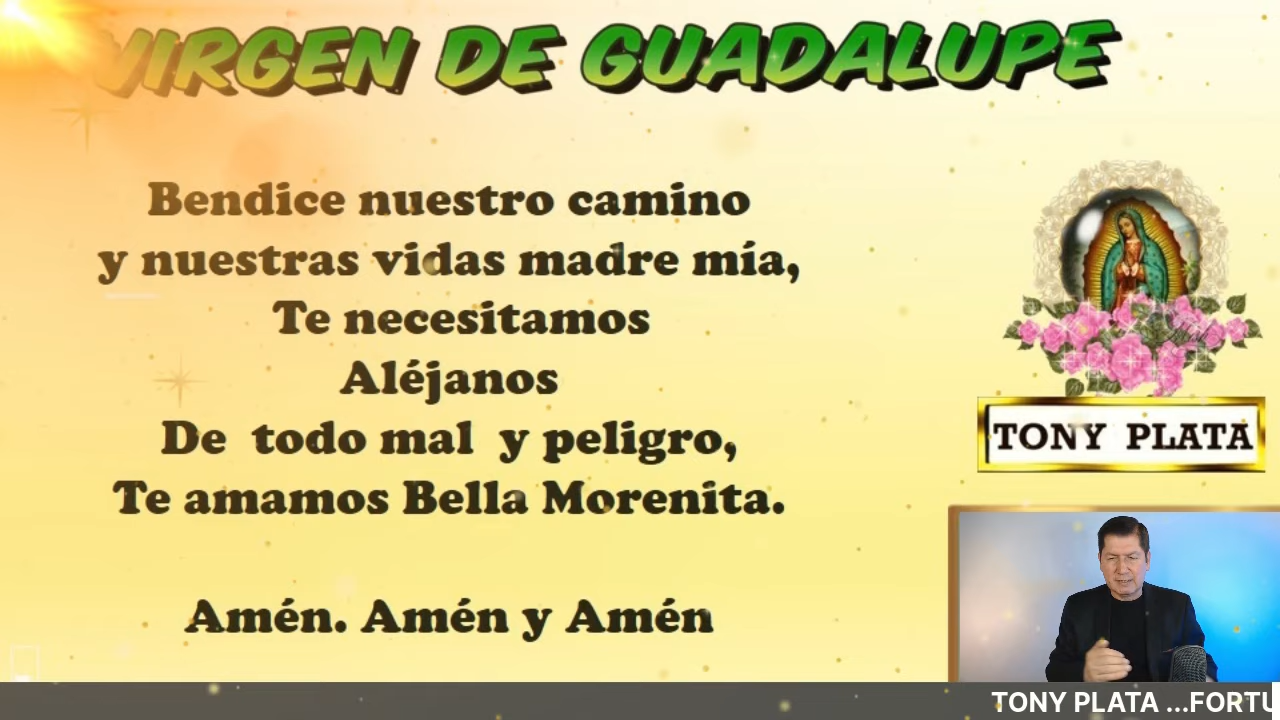 VIRGEN DE GUADALUPE
Bendice nuestro camino
y nuestras vidas madre mía,
Te necesitamos
Aléjanos
De todo mal y peligro,
Te amamos Bella Morenita.
Amén. Amén y Amén
TONY PLATA
TONY PLATA ...FORTU